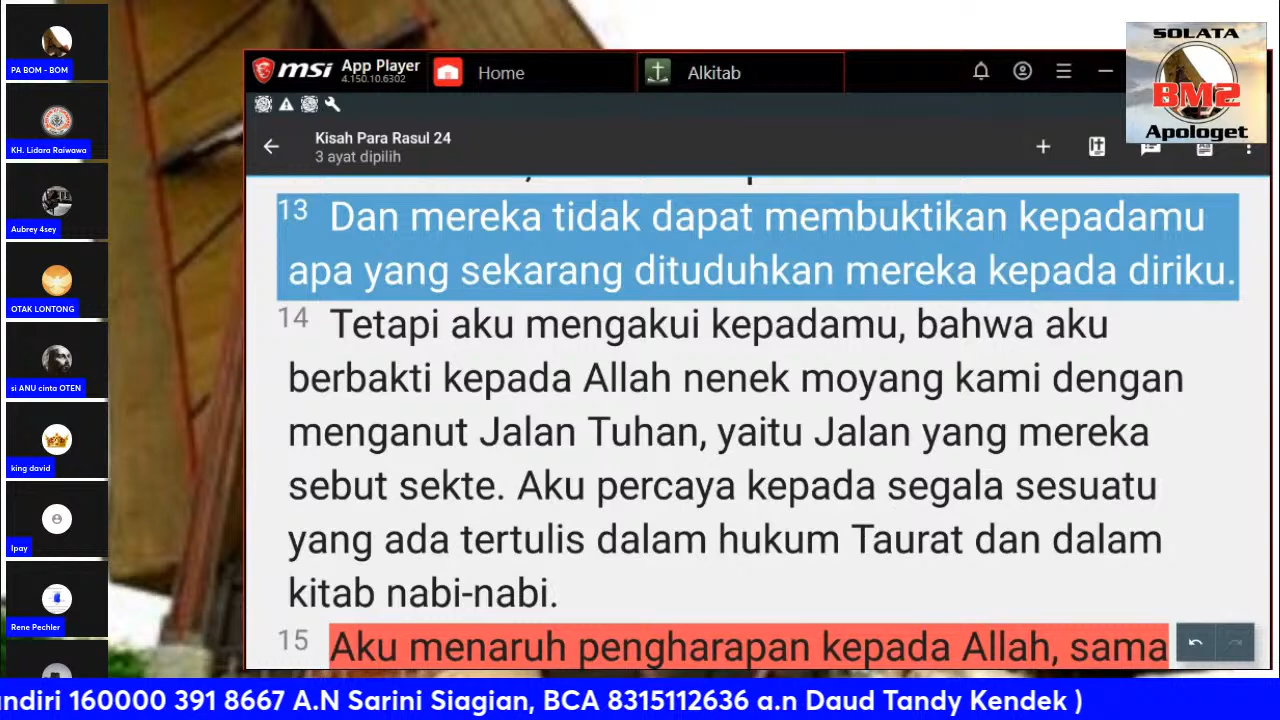 PA BOM - BOM
KH. Lidara Raiwawa
Aubrey 4sey
OTAK LONTONG
si ANU cinta OTEN
king david
Ipay
Rene Pechler
msi App Player
4.150.10.6302
Home
Alkitab
SOLATA
BM2
Apologet
Kisah Para Rasul 24
3 ayat dipilih
13 Dan mereka tidak dapat membuktikan kepadamu
apa yang sekarang dituduhkan mereka kepada diriku.
14 Tetapi aku mengakui kepadamu, bahwa aku
berbakti kepada Allah nenek moyang kami dengan
menganut Jalan Tuhan, yaitu Jalan yang mereka
sebut sekte. Aku percaya kepada segala sesuatu
yang ada tertulis dalam hukum Taurat dan dalam
kitab nabi-nabi.
15 Aku menaruh pengharapan kepada Allah, sama
ndiri 160000 391 8667 A.N Sarini Siagian, BCA 8315112636 a.n Daud Tandy Kendek )